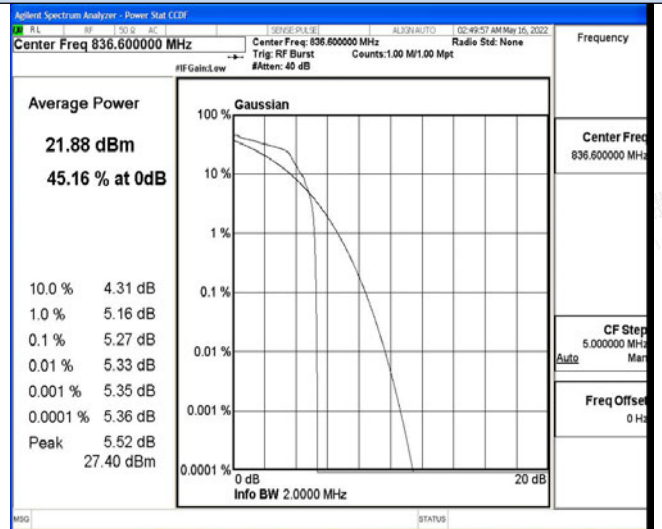 Agilent Spectrum Analyzer - Power Stat CCDF
RL RF 50 Ω AC SENSE:PULSE ALIGN AUTO 02:49:57 AM May 16, 2022
Center Freq 836.600000 MHz
Center Freq: 836.600000 MHz Radio Std: None
Trig: RF Burst Counts:1.00 M/1.00 Mpt
#IFGain:Low #Atten: 40 dB
Frequency
Average Power
21.88 dBm
45.16 % at 0dB
10.0 % 4.31 dB
1.0 % 5.16 dB
0.1 % 5.27 dB
0.01 % 5.33 dB
0.001 % 5.35 dB
0.0001 % 5.36 dB
Peak 5.52 dB
27.40 dBm
Gaussian
100 %
10 %
1 %
0.1 %
0.01 %
0.001 %
0.0001 %
0 dB 20 dB
Info BW 2.0000 MHz
Center Freq
836.600000 MHz
CF Step
5.000000 MHz
Auto Man
Freq Offset
0 Hz
MSG STATUS